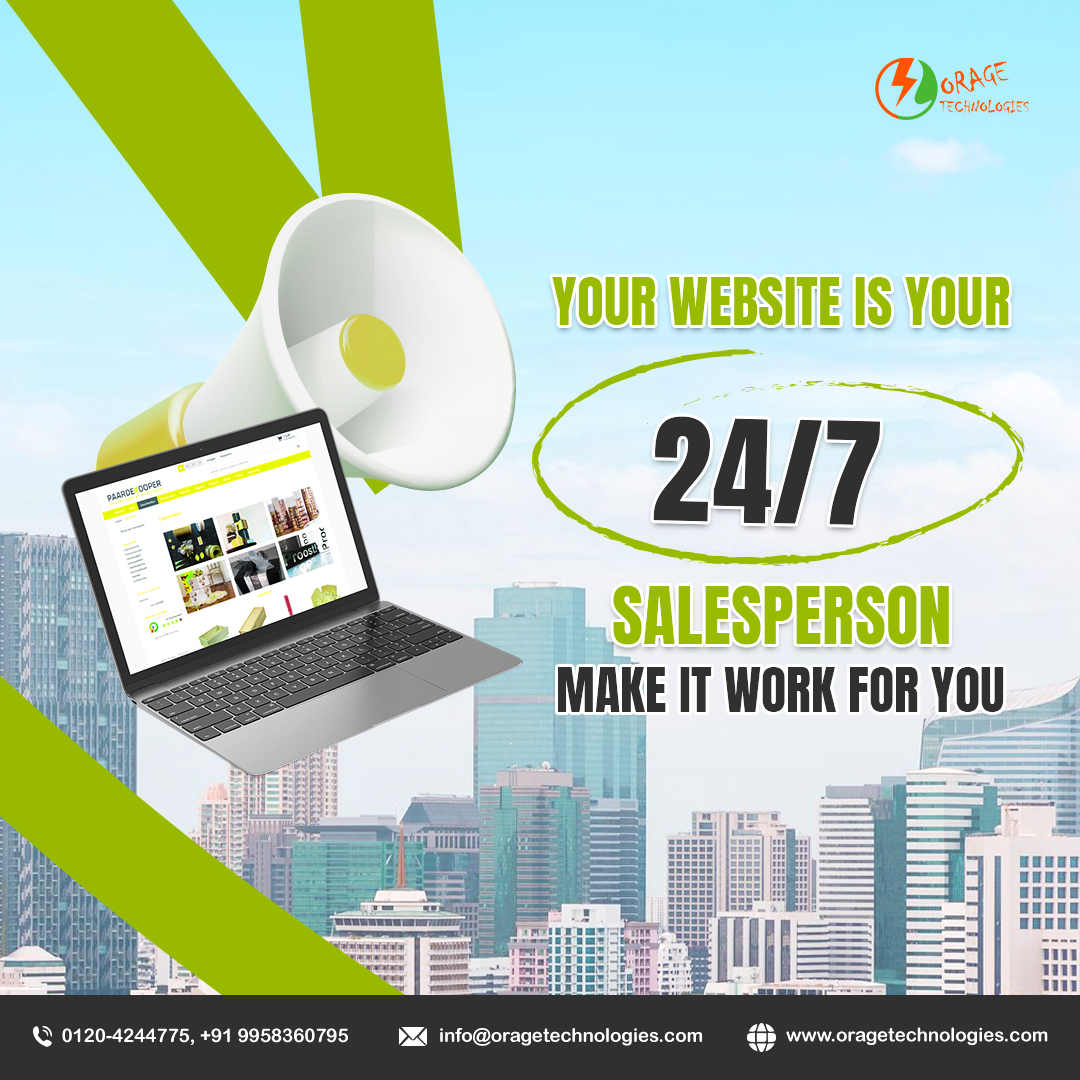 ORAGE
TECHNOLOGIES
YOUR WEBSITE IS YOUR
24/7
SALESPERSON
MAKE IT WORK FOR YOU
PAARDEKOOPER
0120-4244775, +91 9958360795
info@oragetechnologies.com
www.oragetechnologies.com